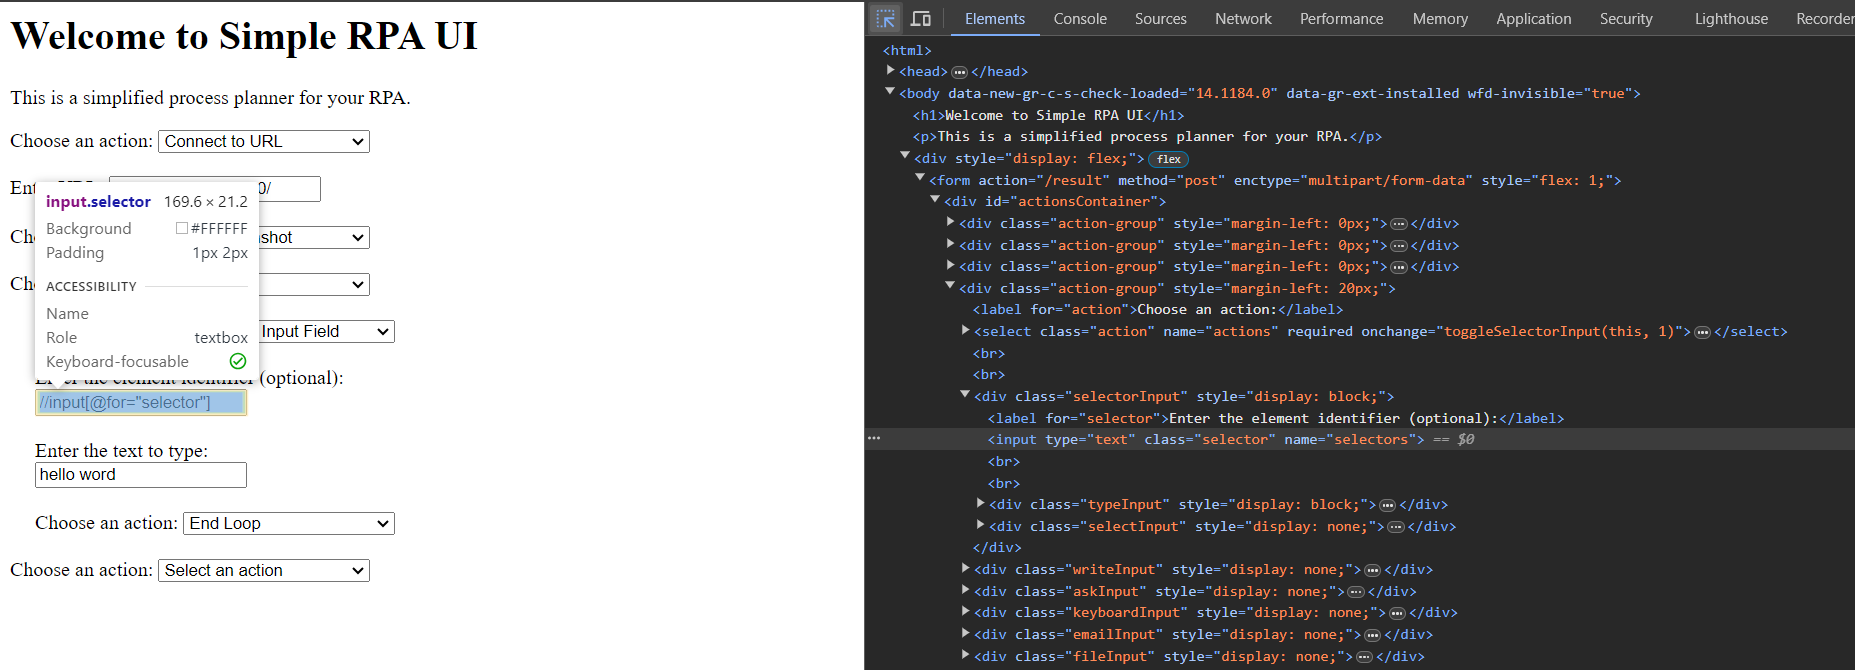 Welcome to Simple RPA UI
This is a simplified process planner for your RPA.
Choose an action: Connect to URL
0/
input.selector 169.6 × 21.2
Background #FFFFFF
Padding 1px 2px
ACCESSIBILITY
Name
Role textbox
Keyboard-focusable
Input Field
Enter the element identifier (optional):
//input[@for="selector"]
Enter the text to type:
hello word
Choose an action: End Loop
Choose an action: Select an action
Elements Console Sources Network Performance Memory Application Security Lighthouse Recorder
<html>
<head> ••• </head>
<body data-new-gr-c-s-check-loaded="14.1184.0" data-gr-ext-installed wfd-invisible="true">
<h1>Welcome to Simple RPA UI</h1>
<p>This is a simplified process planner for your RPA.</p>
<div style="display: flex;"> flex
<form action="/result" method="post" enctype="multipart/form-data" style="flex: 1;">
<div id="actionsContainer">
<div class="action-group" style="margin-left: 0px;"> ••• </div>
<div class="action-group" style="margin-left: 0px;"> ••• </div>
<div class="action-group" style="margin-left: 0px;"> ••• </div>
<div class="action-group" style="margin-left: 20px;">
<label for="action">Choose an action:</label>
<select class="action" name="actions" required onchange="toggleSelectorInput(this, 1)"> ••• </select>
<br>
<br>
<div class="selectorInput" style="display: block;">
<label for="selector">Enter the element identifier (optional):</label>
••• <input type="text" class="selector" name="selectors"> == $0
<br>
<br>
<div class="typeInput" style="display: block;"> ••• </div>
<div class="selectInput" style="display: none;"> ••• </div>
</div>
<div class="writeInput" style="display: none;"> ••• </div>
<div class="askInput" style="display: none;"> ••• </div>
<div class="keyboardInput" style="display: none;"> ••• </div>
<div class="emailInput" style="display: none;"> ••• </div>
<div class="fileInput" style="display: none;"> ••• </div>